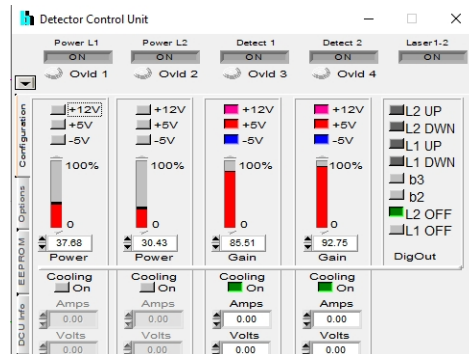 Detector Control Unit
Power L1 Power L2 Detect 1 Detect 2 Laser1-2
ON ON ON ON ON
Ovld 1 Ovld 2 Ovld 3 Ovld 4
Configuration
Options
EEPROM
DCU Info
+12V +12V +12V +12V L2 UP
+5V +5V +5V +5V L2 DWN
-5V -5V -5V -5V L1 UP
100% 100% 100% 100% L1 DWN
b3
b2
L2 OFF
0 0 0 0 L1 OFF
37.68 30.43 85.51 92.75
Power Power Gain Gain DigOut
Cooling Cooling Cooling Cooling
On On On On
Amps Amps Amps Amps
0.00 0.00 0.00 0.00
Volts Volts Volts Volts
0.00 0.00 0.00 0.00